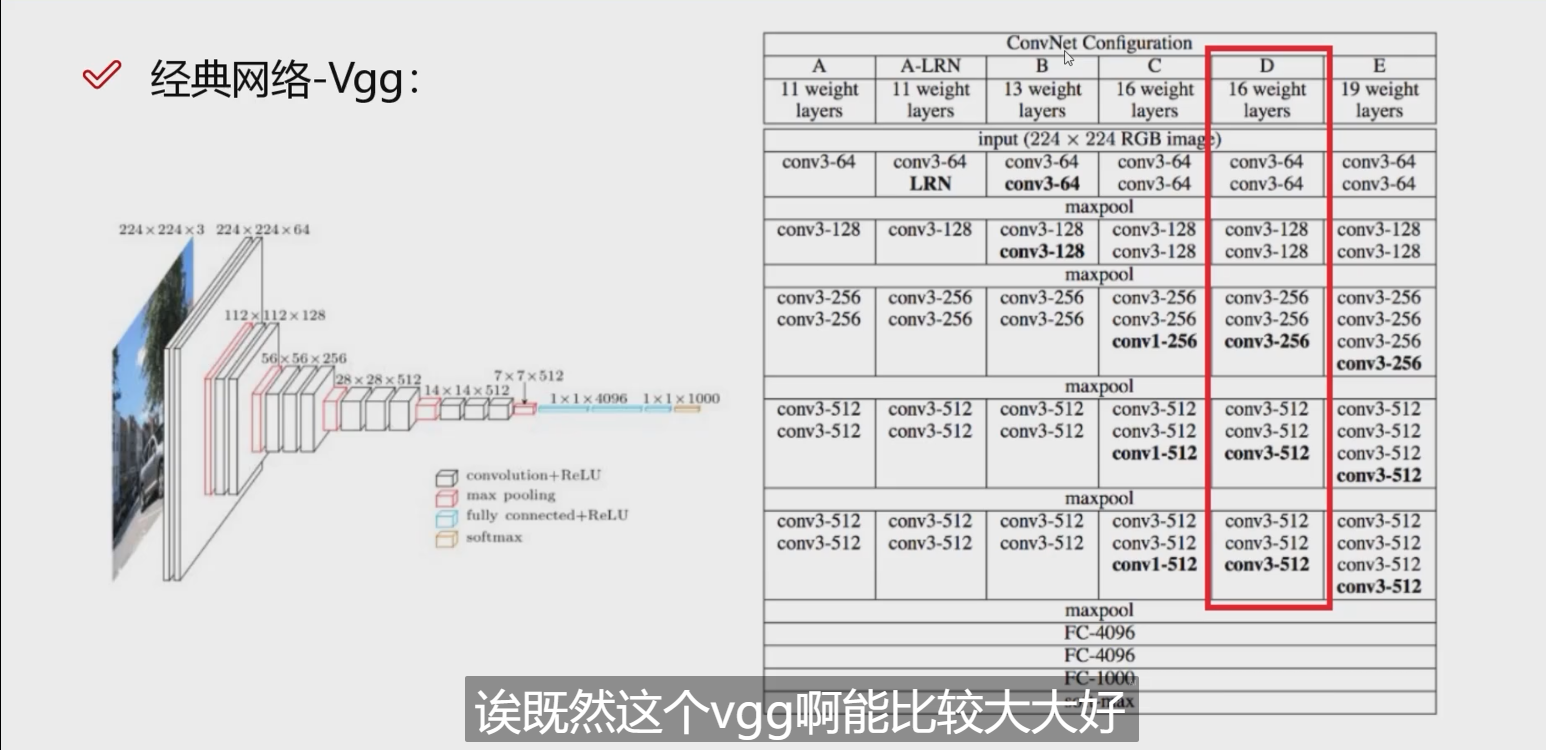 经典网络-Vgg：
224×224×3 224×224×64
112×112×128
56×56×256
28×28×512
14×14×512
7×7×512
1×1×4096 1×1×1000
convolution+ReLU
max pooling
fully connected+ReLU
softmax
ConvNet Configuration
A A-LRN B C D E
11 weight 11 weight 13 weight 16 weight 16 weight 19 weight
layers layers layers layers layers layers
input (224 × 224 RGB image)
conv3-64 conv3-64 conv3-64 conv3-64 conv3-64 conv3-64
LRN conv3-64 conv3-64 conv3-64 conv3-64
maxpool
conv3-128 conv3-128 conv3-128 conv3-128 conv3-128 conv3-128
conv3-128 conv3-128 conv3-128 conv3-128
maxpool
conv3-256 conv3-256 conv3-256 conv3-256 conv3-256 conv3-256
conv3-256 conv3-256 conv3-256 conv3-256 conv3-256 conv3-256
conv1-256 conv3-256 conv3-256
conv3-256
maxpool
conv3-512 conv3-512 conv3-512 conv3-512 conv3-512 conv3-512
conv3-512 conv3-512 conv3-512 conv3-512 conv3-512 conv3-512
conv1-512 conv3-512 conv3-512
conv3-512
maxpool
conv3-512 conv3-512 conv3-512 conv3-512 conv3-512 conv3-512
conv3-512 conv3-512 conv3-512 conv3-512 conv3-512 conv3-512
conv1-512 conv3-512 conv3-512
conv3-512
maxpool
FC-4096
FC-4096
FC-1000
诶既然这个vgg啊能比较大大好